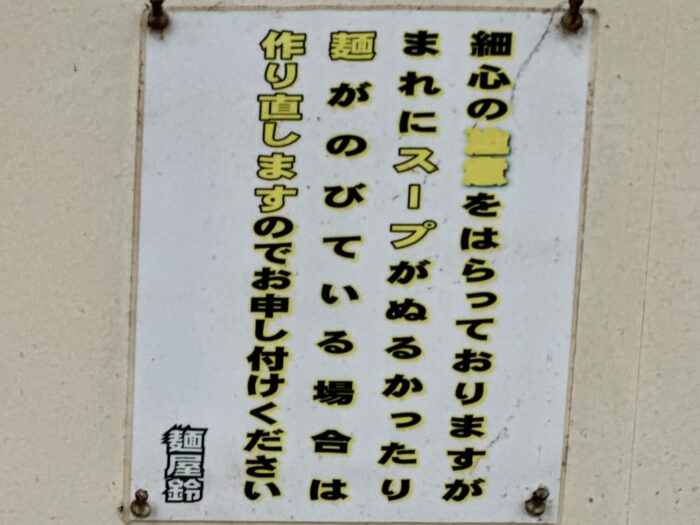 細心の注意をはらっておりますが
まれにスープがぬるかったり
麺がのびている場合は
作り直しますのでお申し付けください
麺屋鈴